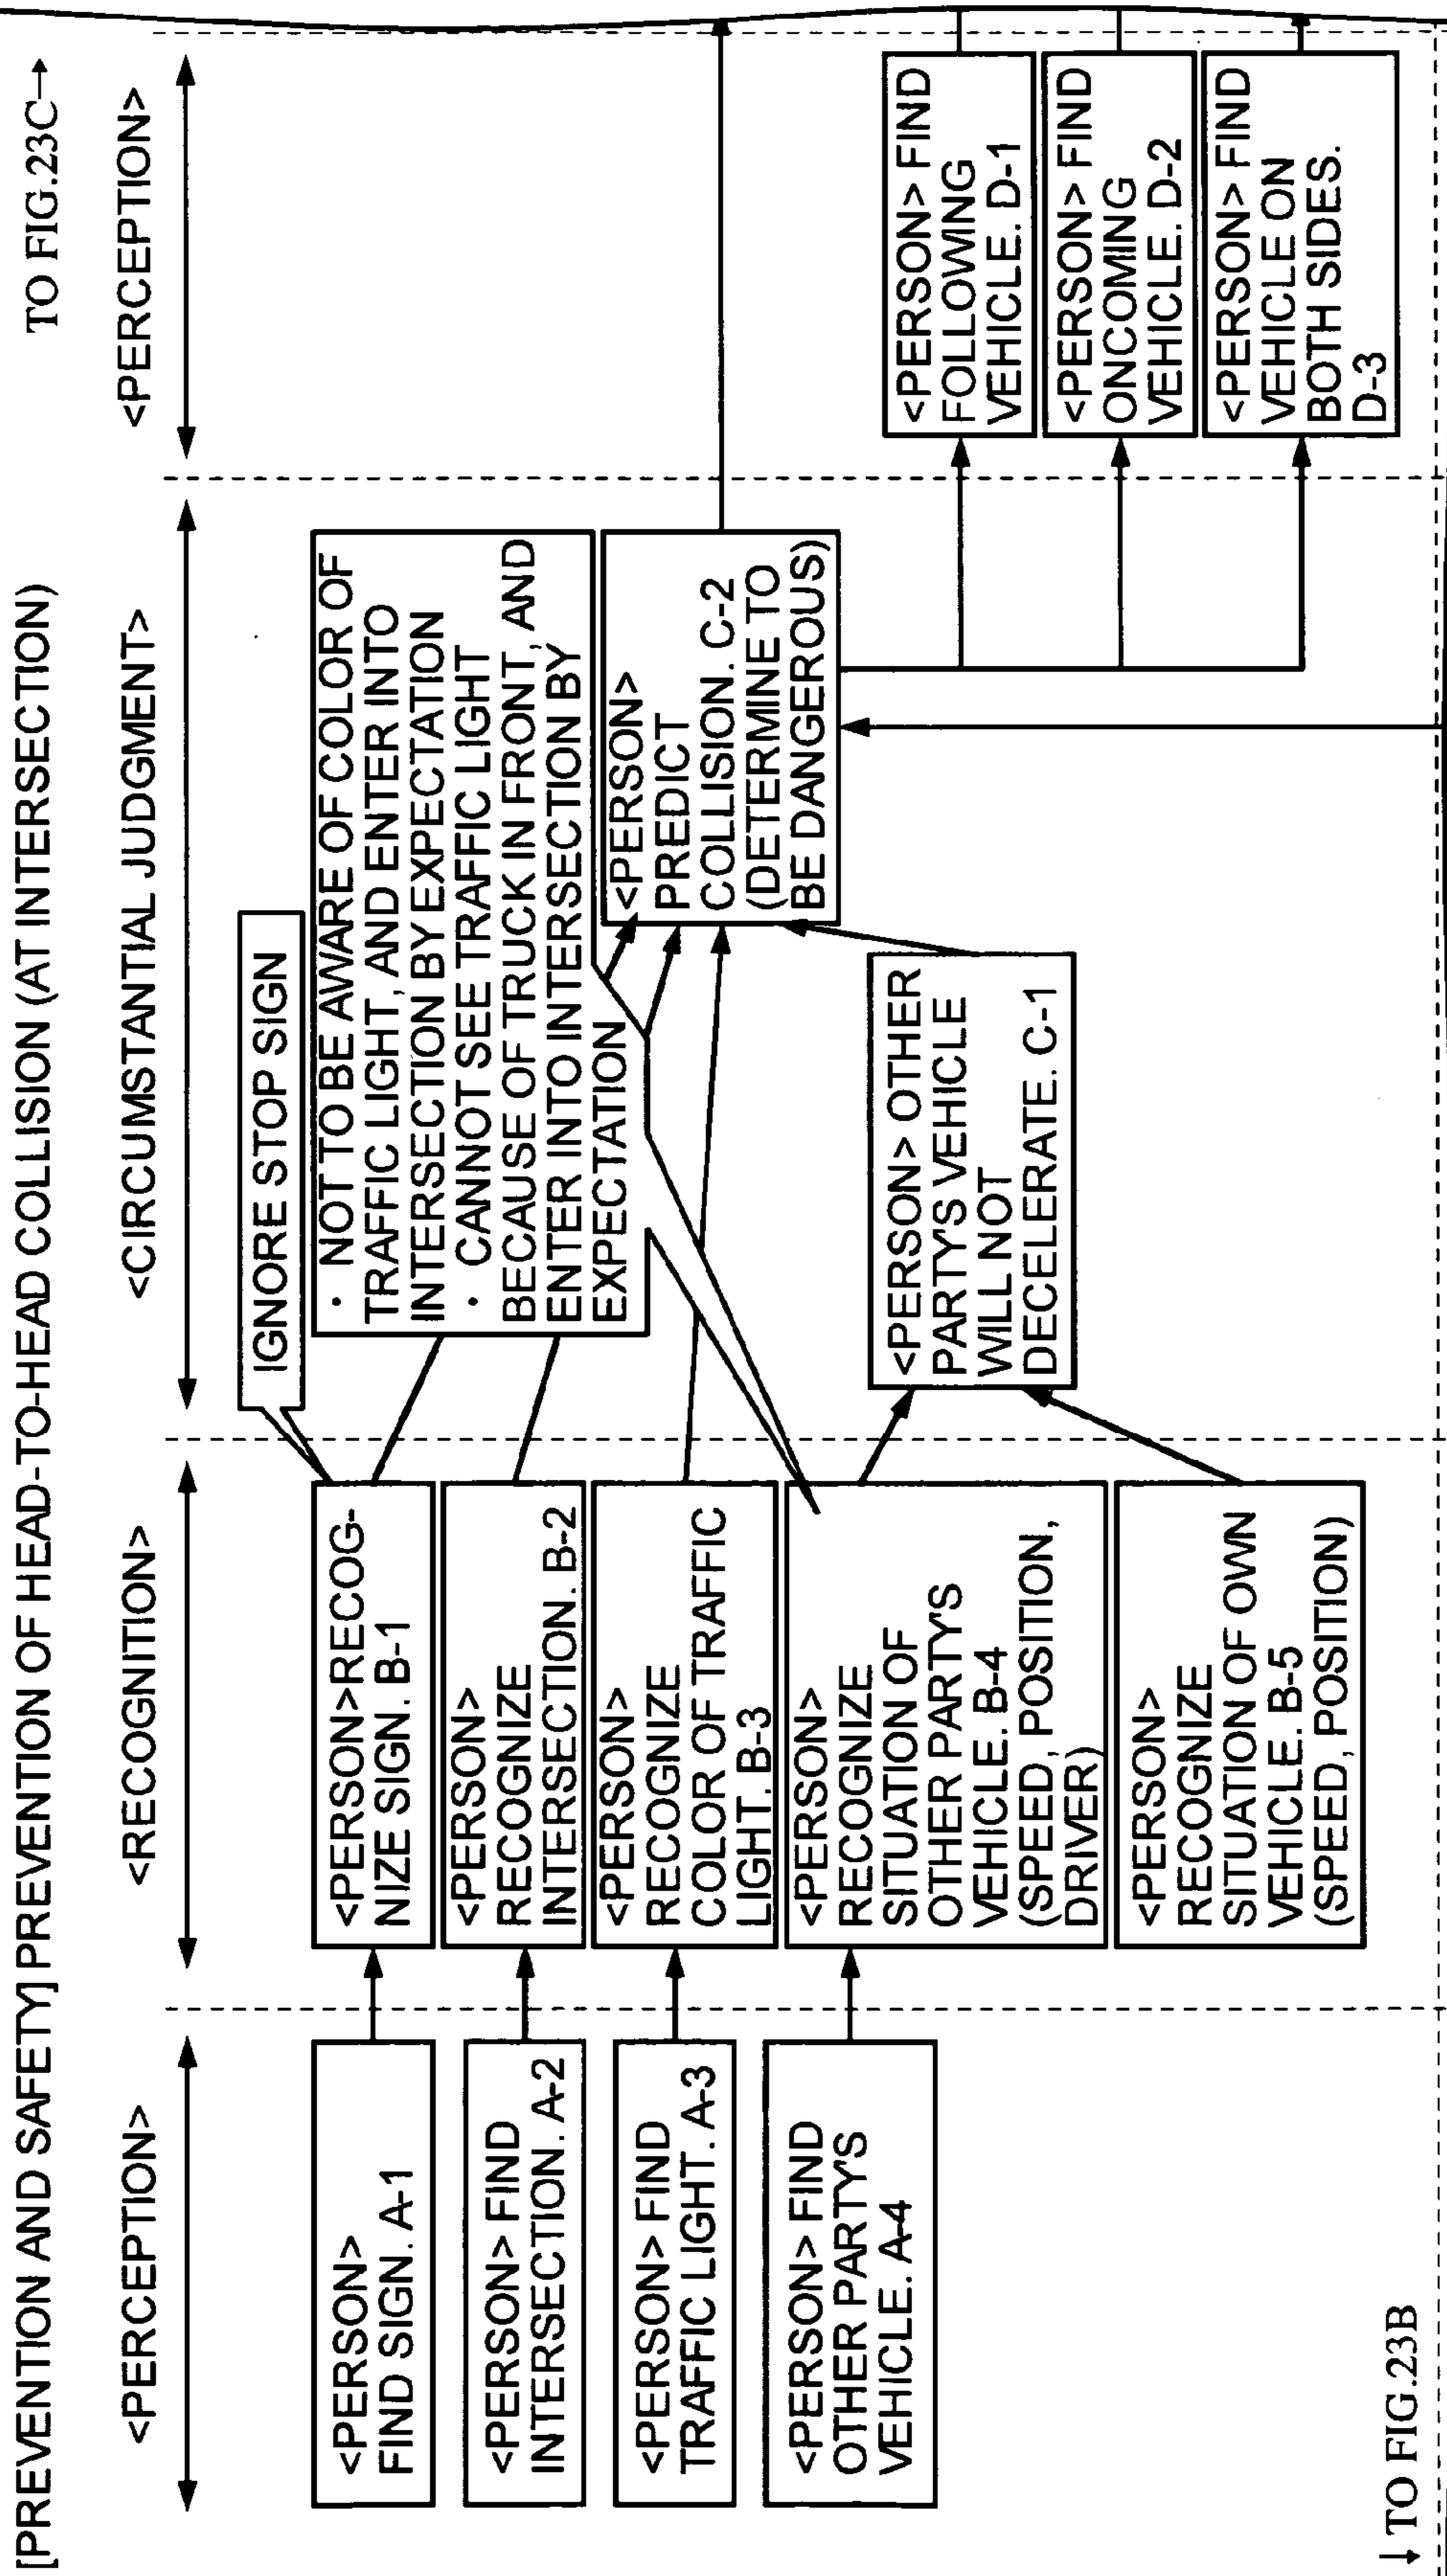 [PREVENTION AND SAFETY] PREVENTION OF HEAD-TO-HEAD COLLISION (AT INTERSECTION)
TO FIG.23C→
<PERCEPTION>
<RECOGNITION>
<CIRCUMSTANTIAL JUDGMENT>
<PERCEPTION>
<PERSON>
FIND SIGN. A-1
<PERSON> FIND
INTERSECTION. A-2
<PERSON> FIND
TRAFFIC LIGHT. A-3
<PERSON> FIND
OTHER PARTY'S
VEHICLE. A-4
<PERSON>RECOG-
NIZE SIGN. B-1
<PERSON>
RECOGNIZE
INTERSECTION. B-2
<PERSON>
RECOGNIZE
COLOR OF TRAFFIC
LIGHT. B-3
<PERSON>
RECOGNIZE
SITUATION OF
OTHER PARTY'S
VEHICLE. B-4
(SPEED, POSITION,
DRIVER)
<PERSON>
RECOGNIZE
SITUATION OF OWN
VEHICLE. B-5
(SPEED, POSITION)
IGNORE STOP SIGN
· NOT TO BE AWARE OF COLOR OF
TRAFFIC LIGHT, AND ENTER INTO
INTERSECTION BY EXPECTATION
· CANNOT SEE TRAFFIC LIGHT
BECAUSE OF TRUCK IN FRONT, AND
ENTER INTO INTERSECTION BY
EXPECTATION
<PERSON>
PREDICT
COLLISION. C-2
(DETERMINE TO
BE DANGEROUS)
<PERSON> OTHER
PARTY'S VEHICLE
WILL NOT
DECELERATE. C-1
<PERSON> FIND
FOLLOWING
VEHICLE. D-1
<PERSON> FIND
ONCOMING
VEHICLE. D-2
<PERSON> FIND
VEHICLE ON
BOTH SIDES.
D-3
↓ TO FIG.23B